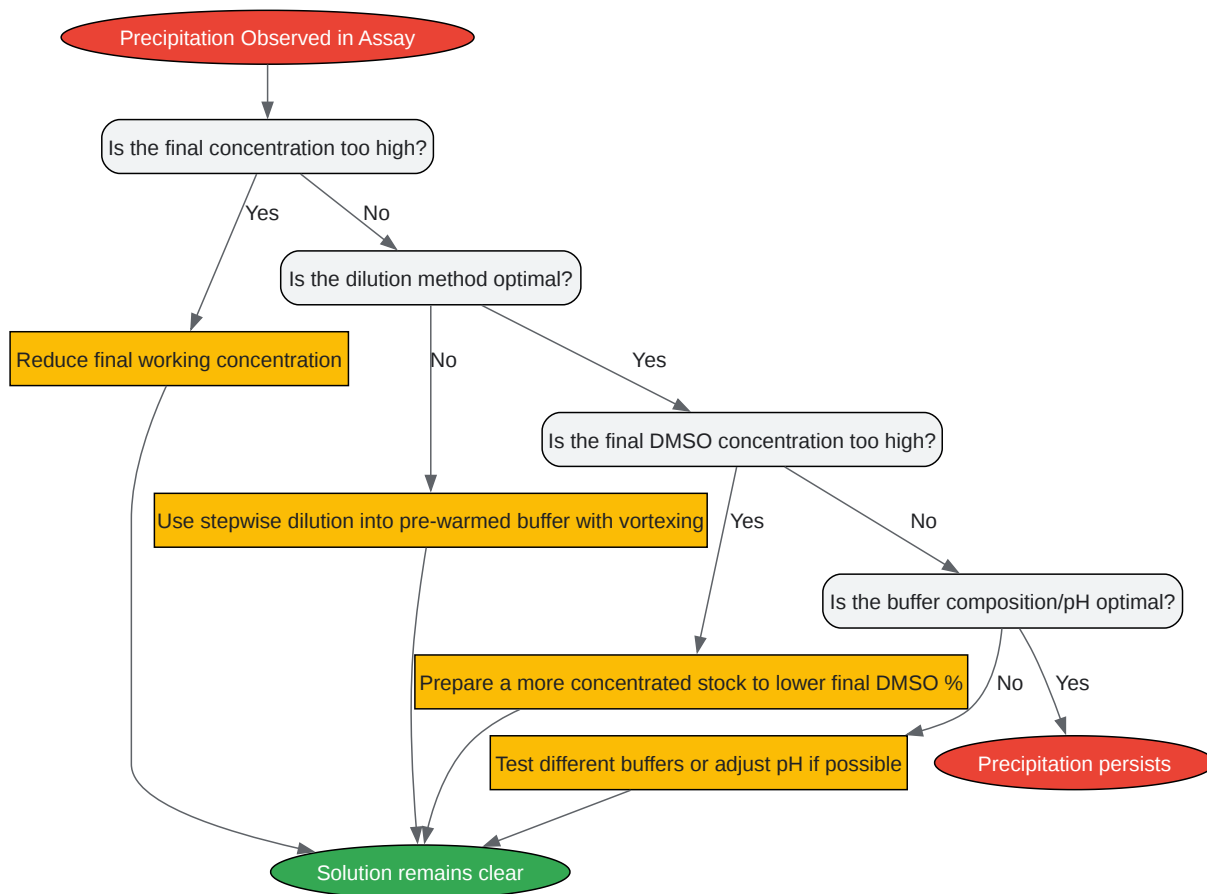 Precipitation Observed in Assay
Is the final concentration too high?
Yes
No
Is the dilution method optimal?
Reduce final working concentration
No
Yes
Is the final DMSO concentration too high?
Use stepwise dilution into pre-warmed buffer with vortexing
Yes
No
Is the buffer composition/pH optimal?
Prepare a more concentrated stock to lower final DMSO %
No
Yes
Test different buffers or adjust pH if possible
Precipitation persists
Solution remains clear